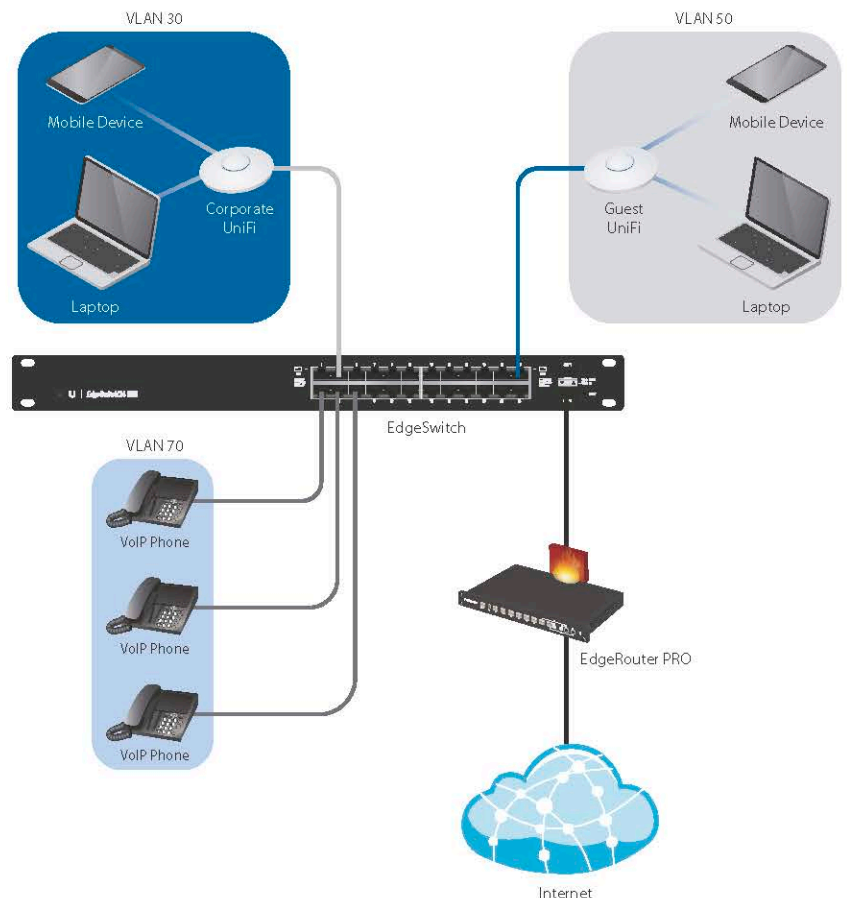 VLAN 30
VLAN 50
Mobile Device
Mobile Device
Corporate
UniFi
Guest
UniFi
Laptop
Laptop
EdgeSwitch
VLAN 70
VoIP Phone
VoIP Phone
EdgeRouter PRO
VoIP Phone
Internet